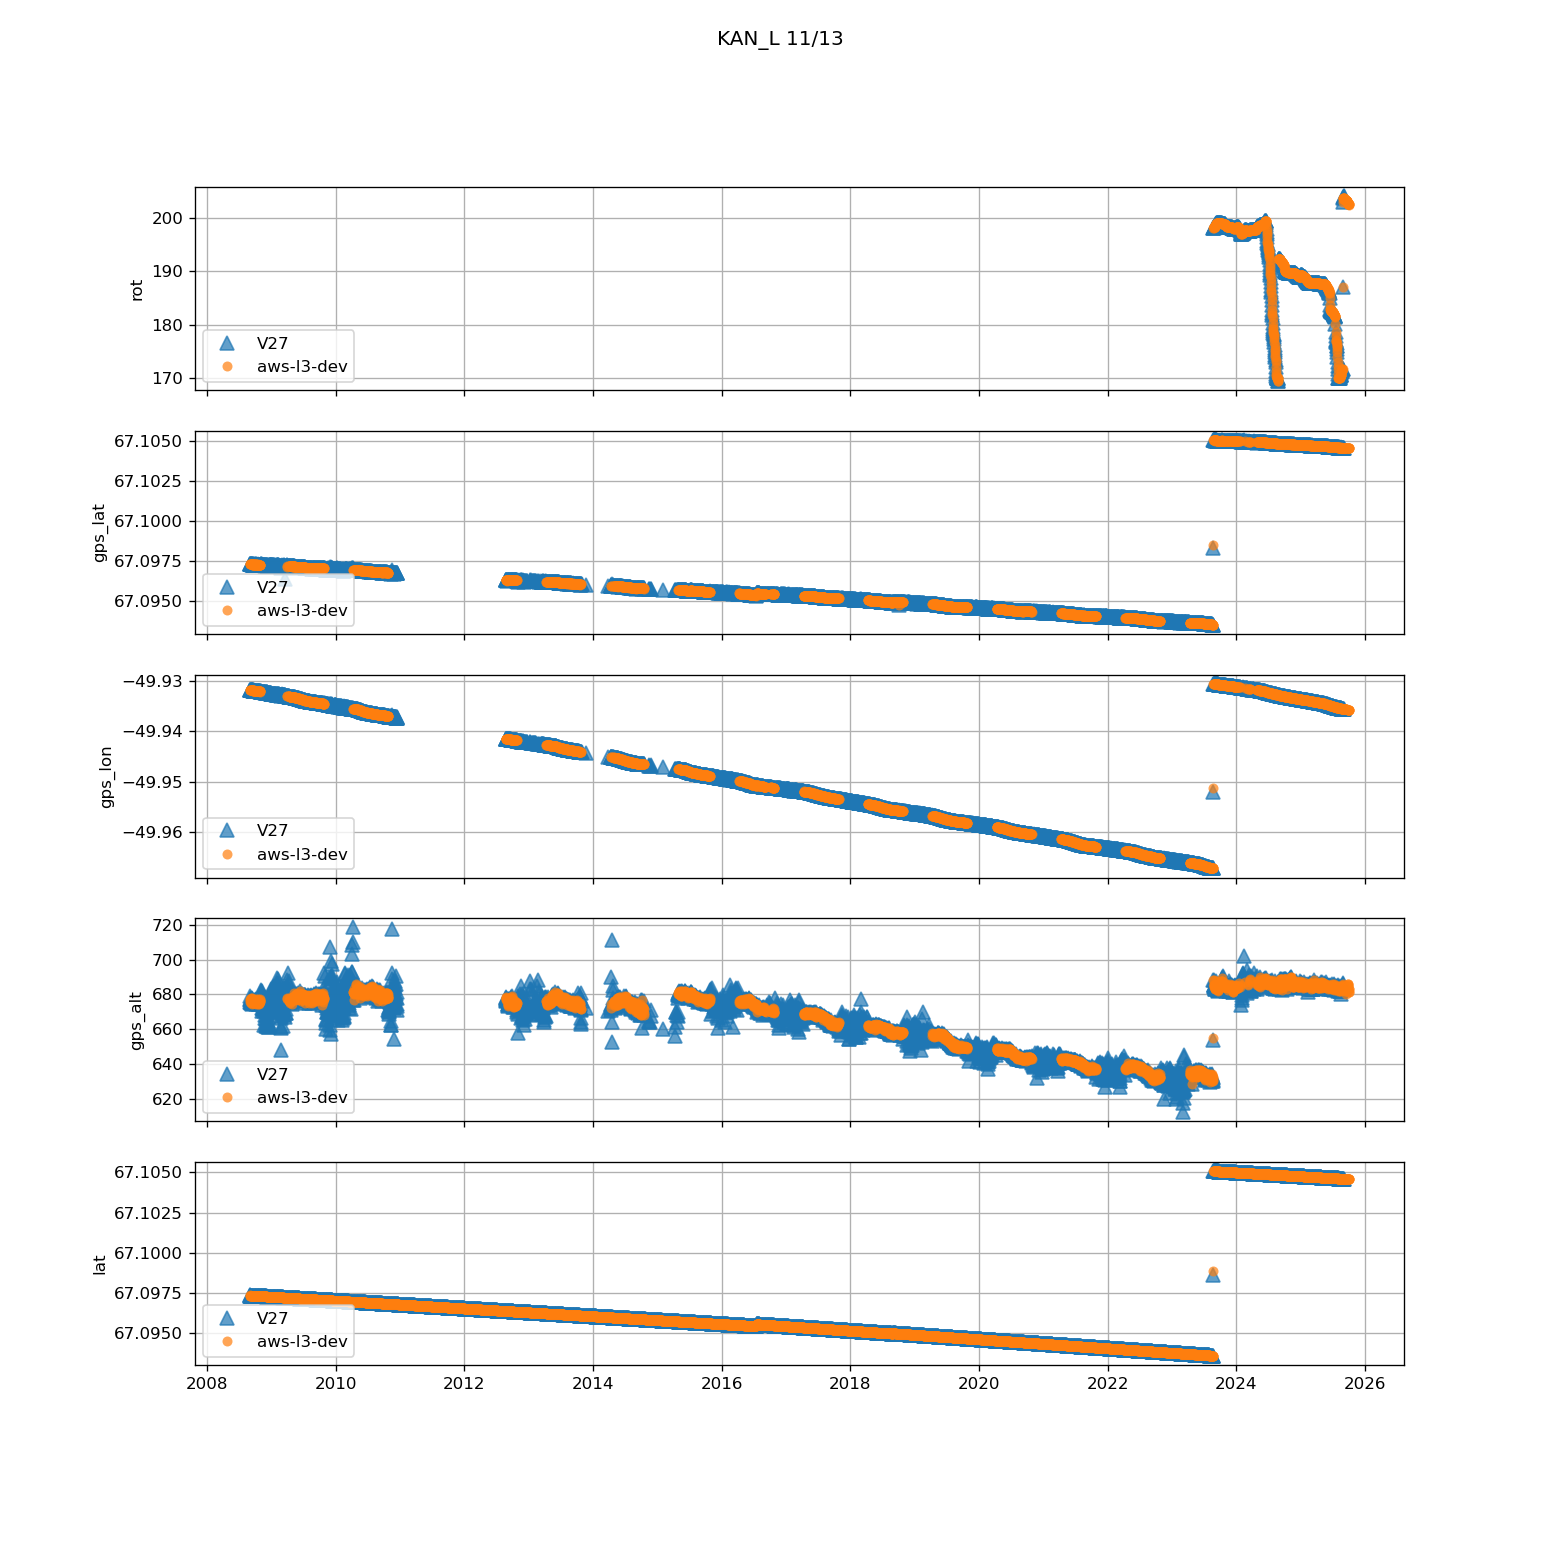 KAN_L 11/13
200
190
180
170
rot
V27
aws-l3-dev
67.1050
67.1025
67.1000
67.0975
67.0950
gps_lat
V27
aws-l3-dev
−49.93
−49.94
−49.95
−49.96
gps_lon
V27
aws-l3-dev
720
700
680
660
640
620
gps_alt
V27
aws-l3-dev
67.1050
67.1025
67.1000
67.0975
67.0950
lat
V27
aws-l3-dev
2008 2010 2012 2014 2016 2018 2020 2022 2024 2026